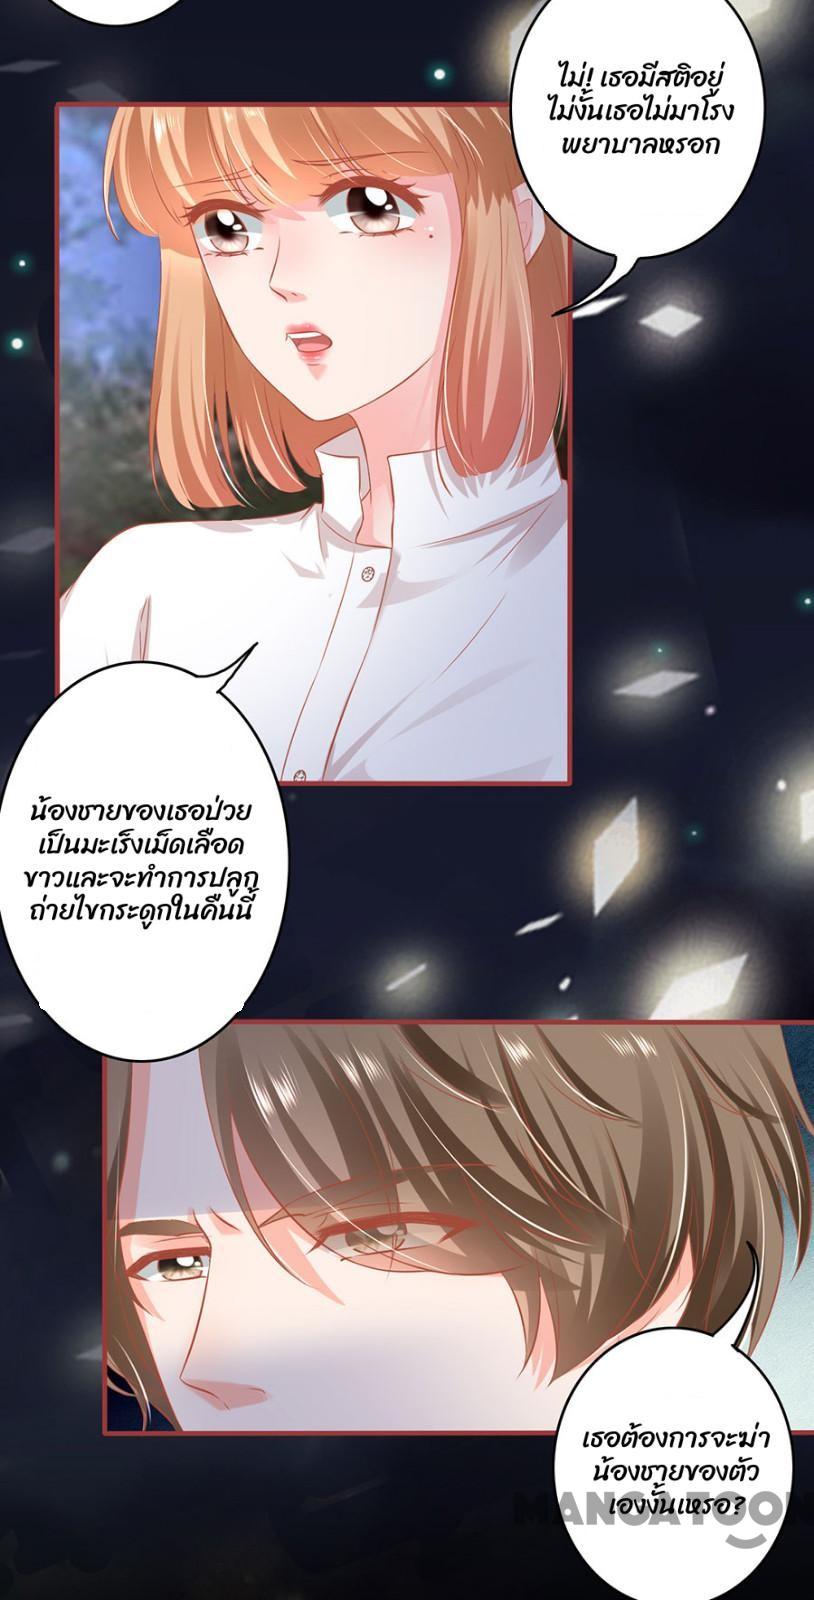 ไม่! เธอมีสติอยู่
ไม่งั้นเธอไม่มาโรง
พยาบาลหรอก
น้องชายของเธอป่วย
เป็นมะเร็งเม็ดเลือด
ขาวและจะทำการปลูก
ถ่ายไขกระดูกในคืนนี้
เธอต้องการจะฆ่า
น้องชายของตัว
เองงั้นเหรอ?
MANGATOON